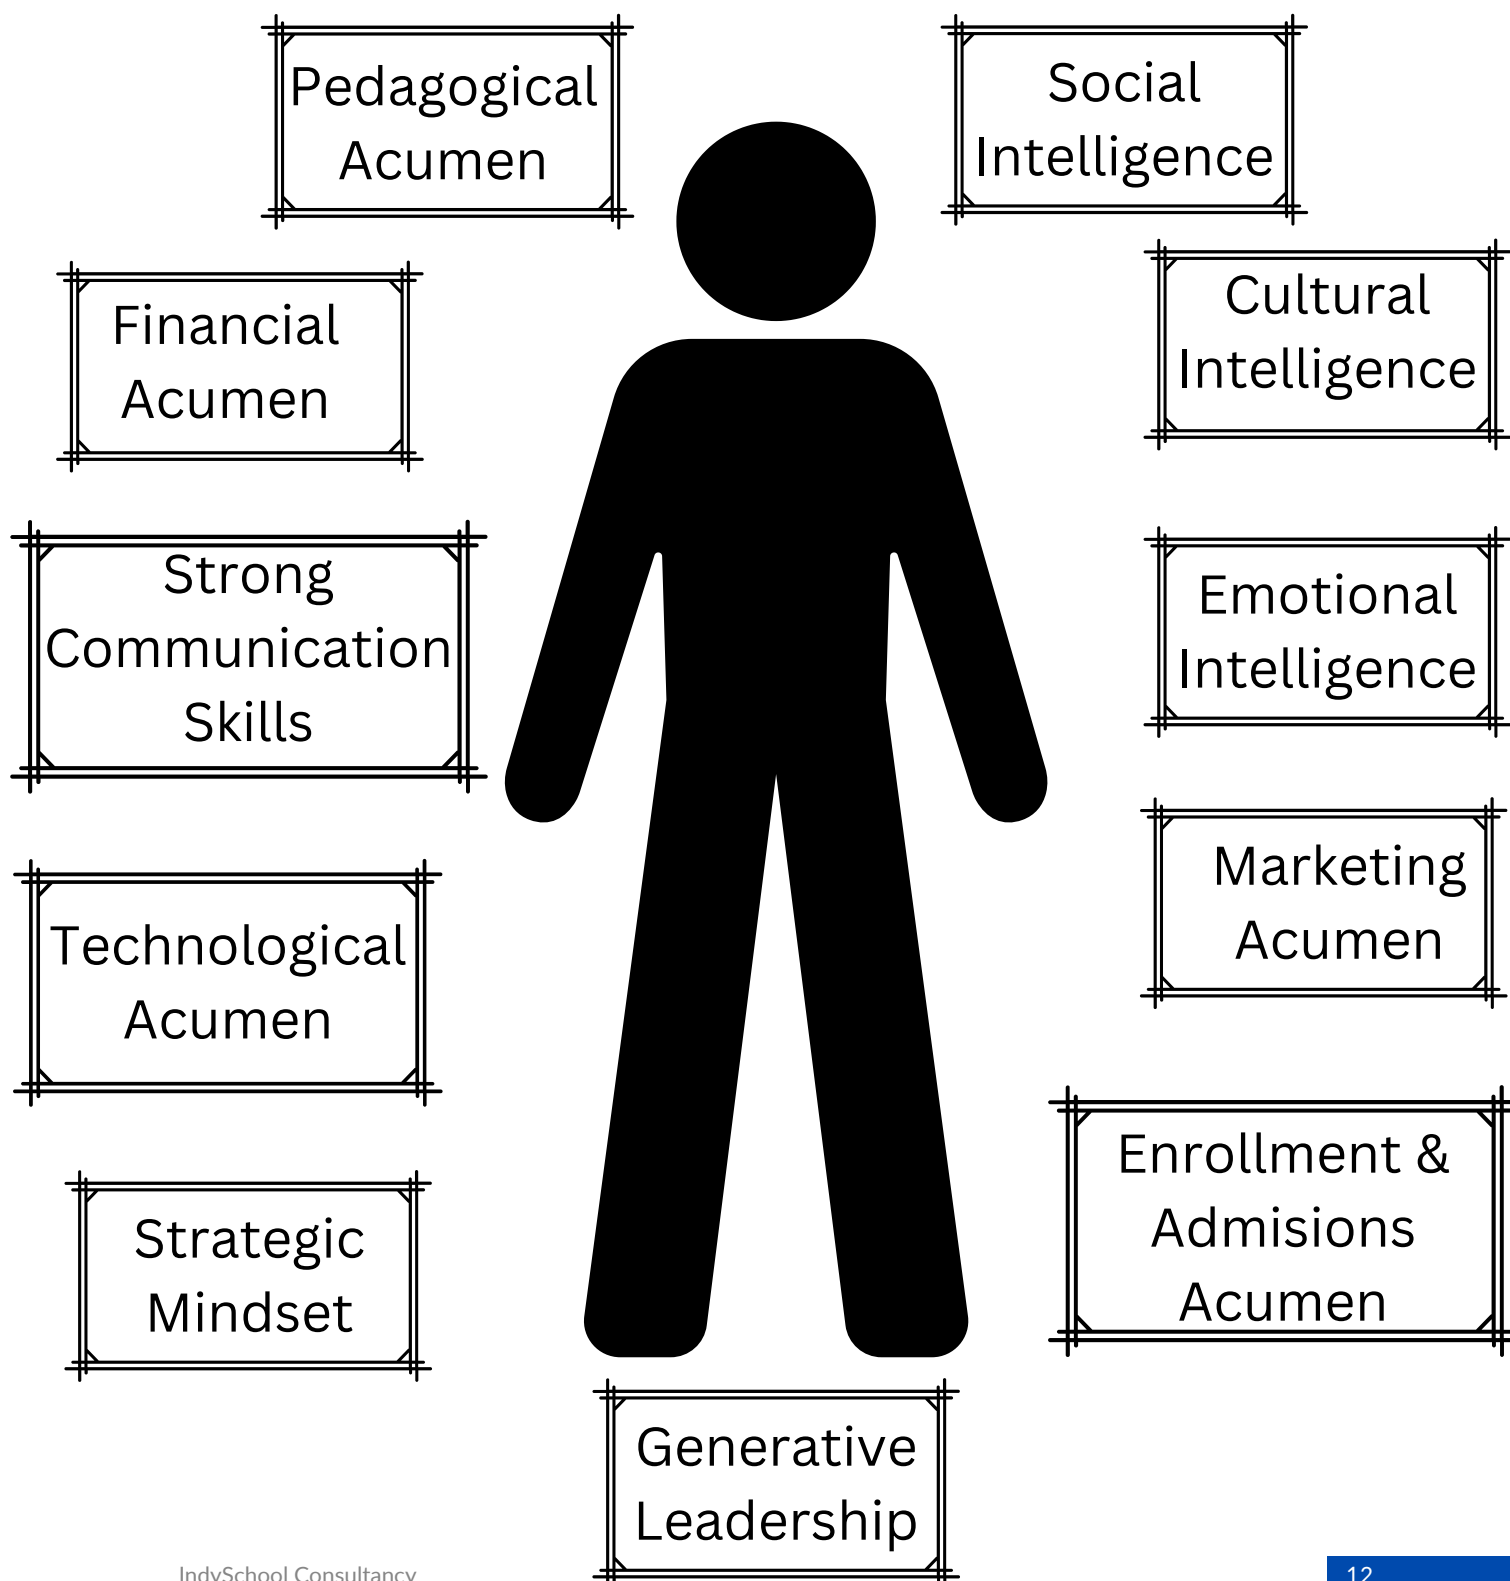 Pedagogical
Acumen
Social
Intelligence
Financial
Acumen
Cultural
Intelligence
Strong
Communication
Skills
Emotional
Intelligence
Technological
Acumen
Marketing
Acumen
Strategic
Mindset
Enrollment &
Admisions
Acumen
Generative
Leadership
IndySchool Consultancy
12